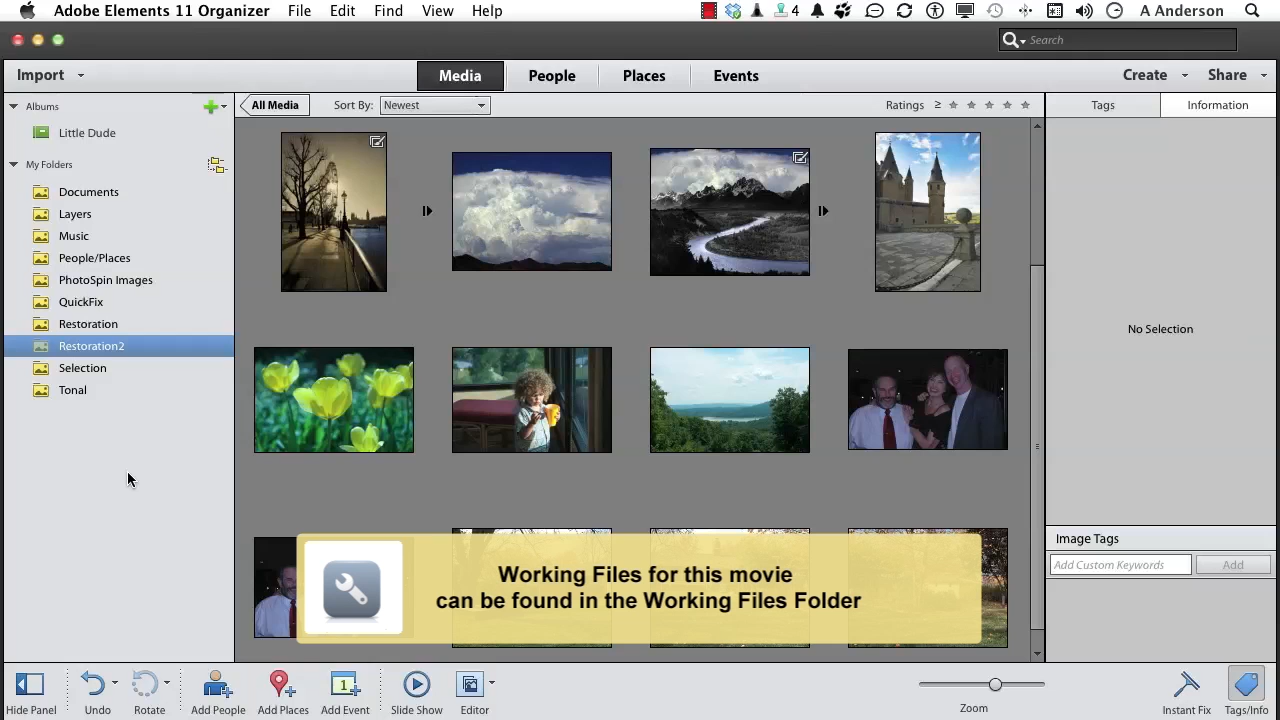 Adobe Elements 11 Organizer File Edit Find View Help 4 A Anderson
Search
Import Media People Places Events Create Share
Albums All Media Sort By: Newest Ratings ≥ Tags Information
Little Dude
My Folders
Documents
Layers
Music
People/Places
PhotoSpin Images
QuickFix
Restoration
No Selection
Restoration2
Selection
Tonal
Image Tags
Add Custom Keywords Add
Working Files for this movie
can be found in the Working Files Folder
1
Hide Panel Undo Rotate Add People Add Places Add Event Slide Show Editor Zoom Instant Fix Tags/Info